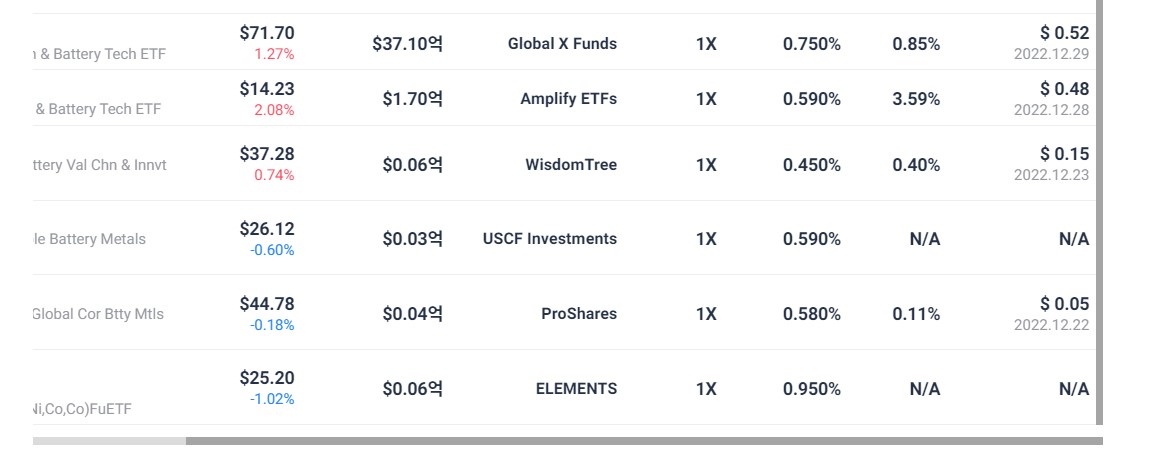 $71.70 $37.10억 Global X Funds 1X 0.750% 0.85% $ 0.52
& Battery Tech ETF 1.27% 2022.12.29
$14.23 $1.70억 Amplify ETFs 1X 0.590% 3.59% $ 0.48
& Battery Tech ETF 2.08% 2022.12.28
$37.28 $0.06억 WisdomTree 1X 0.450% 0.40% $ 0.15
ttery Val Chn & Innvt 0.74% 2022.12.23
$26.12 $0.03억 USCF Investments 1X 0.590% N/A N/A
le Battery Metals -0.60%
$44.78 $0.04억 ProShares 1X 0.580% 0.11% $ 0.05
Global Cor Btty Mtls -0.18% 2022.12.22
$25.20 $0.06억 ELEMENTS 1X 0.950% N/A N/A
-1.02%
Ni,Co,Co)FuETF